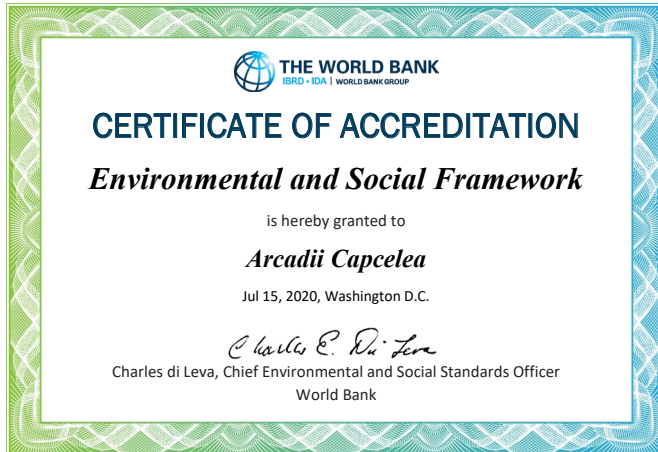 THE WORLD BANK
IBRD • IDA | WORLD BANK GROUP
CERTIFICATE OF ACCREDITATION
Environmental and Social Framework
is hereby granted to
Arcadii Capcelea
Jul 15, 2020, Washington D.C.
Charles E. Di Leva
Charles di Leva, Chief Environmental and Social Standards Officer
World Bank